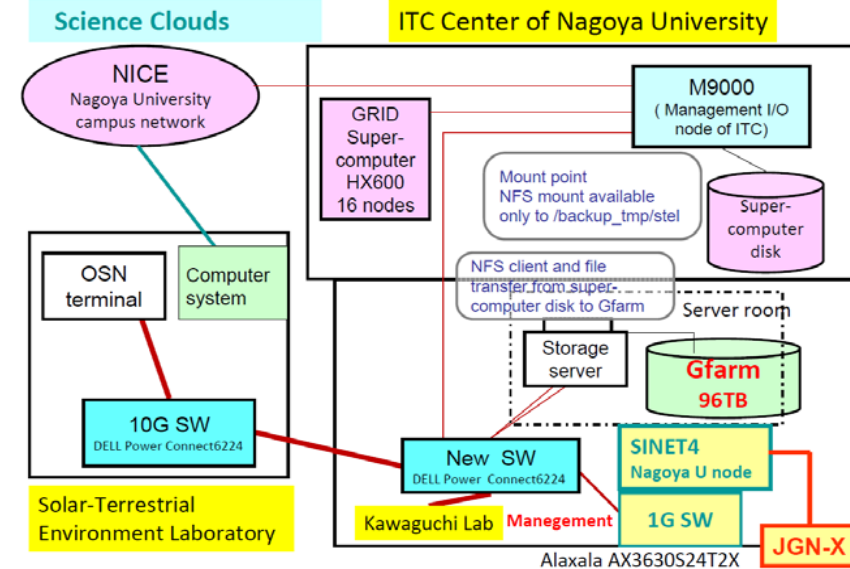 Science Clouds
ITC Center of Nagoya University
NICE
Nagoya University
campus network
GRID
Super-
computer
HX600
16 nodes
M9000
( Management I/O
node of ITC)
Mount point
NFS mount available
only to /backup_tmp/stel
Super-
computer
disk
OSN
terminal
Computer
system
NFS client and file
transfer from super-
computer disk to Gfarm
Server room
Storage
server
Gfarm
96TB
10G SW
DELL Power Connect6224
New SW
DELL Power Connect6224
SINET4
Nagoya U node
Solar-Terrestrial
Environment Laboratory
Kawaguchi Lab
Manegement
1G SW
JGN-X
Alaxala AX3630S24T2X